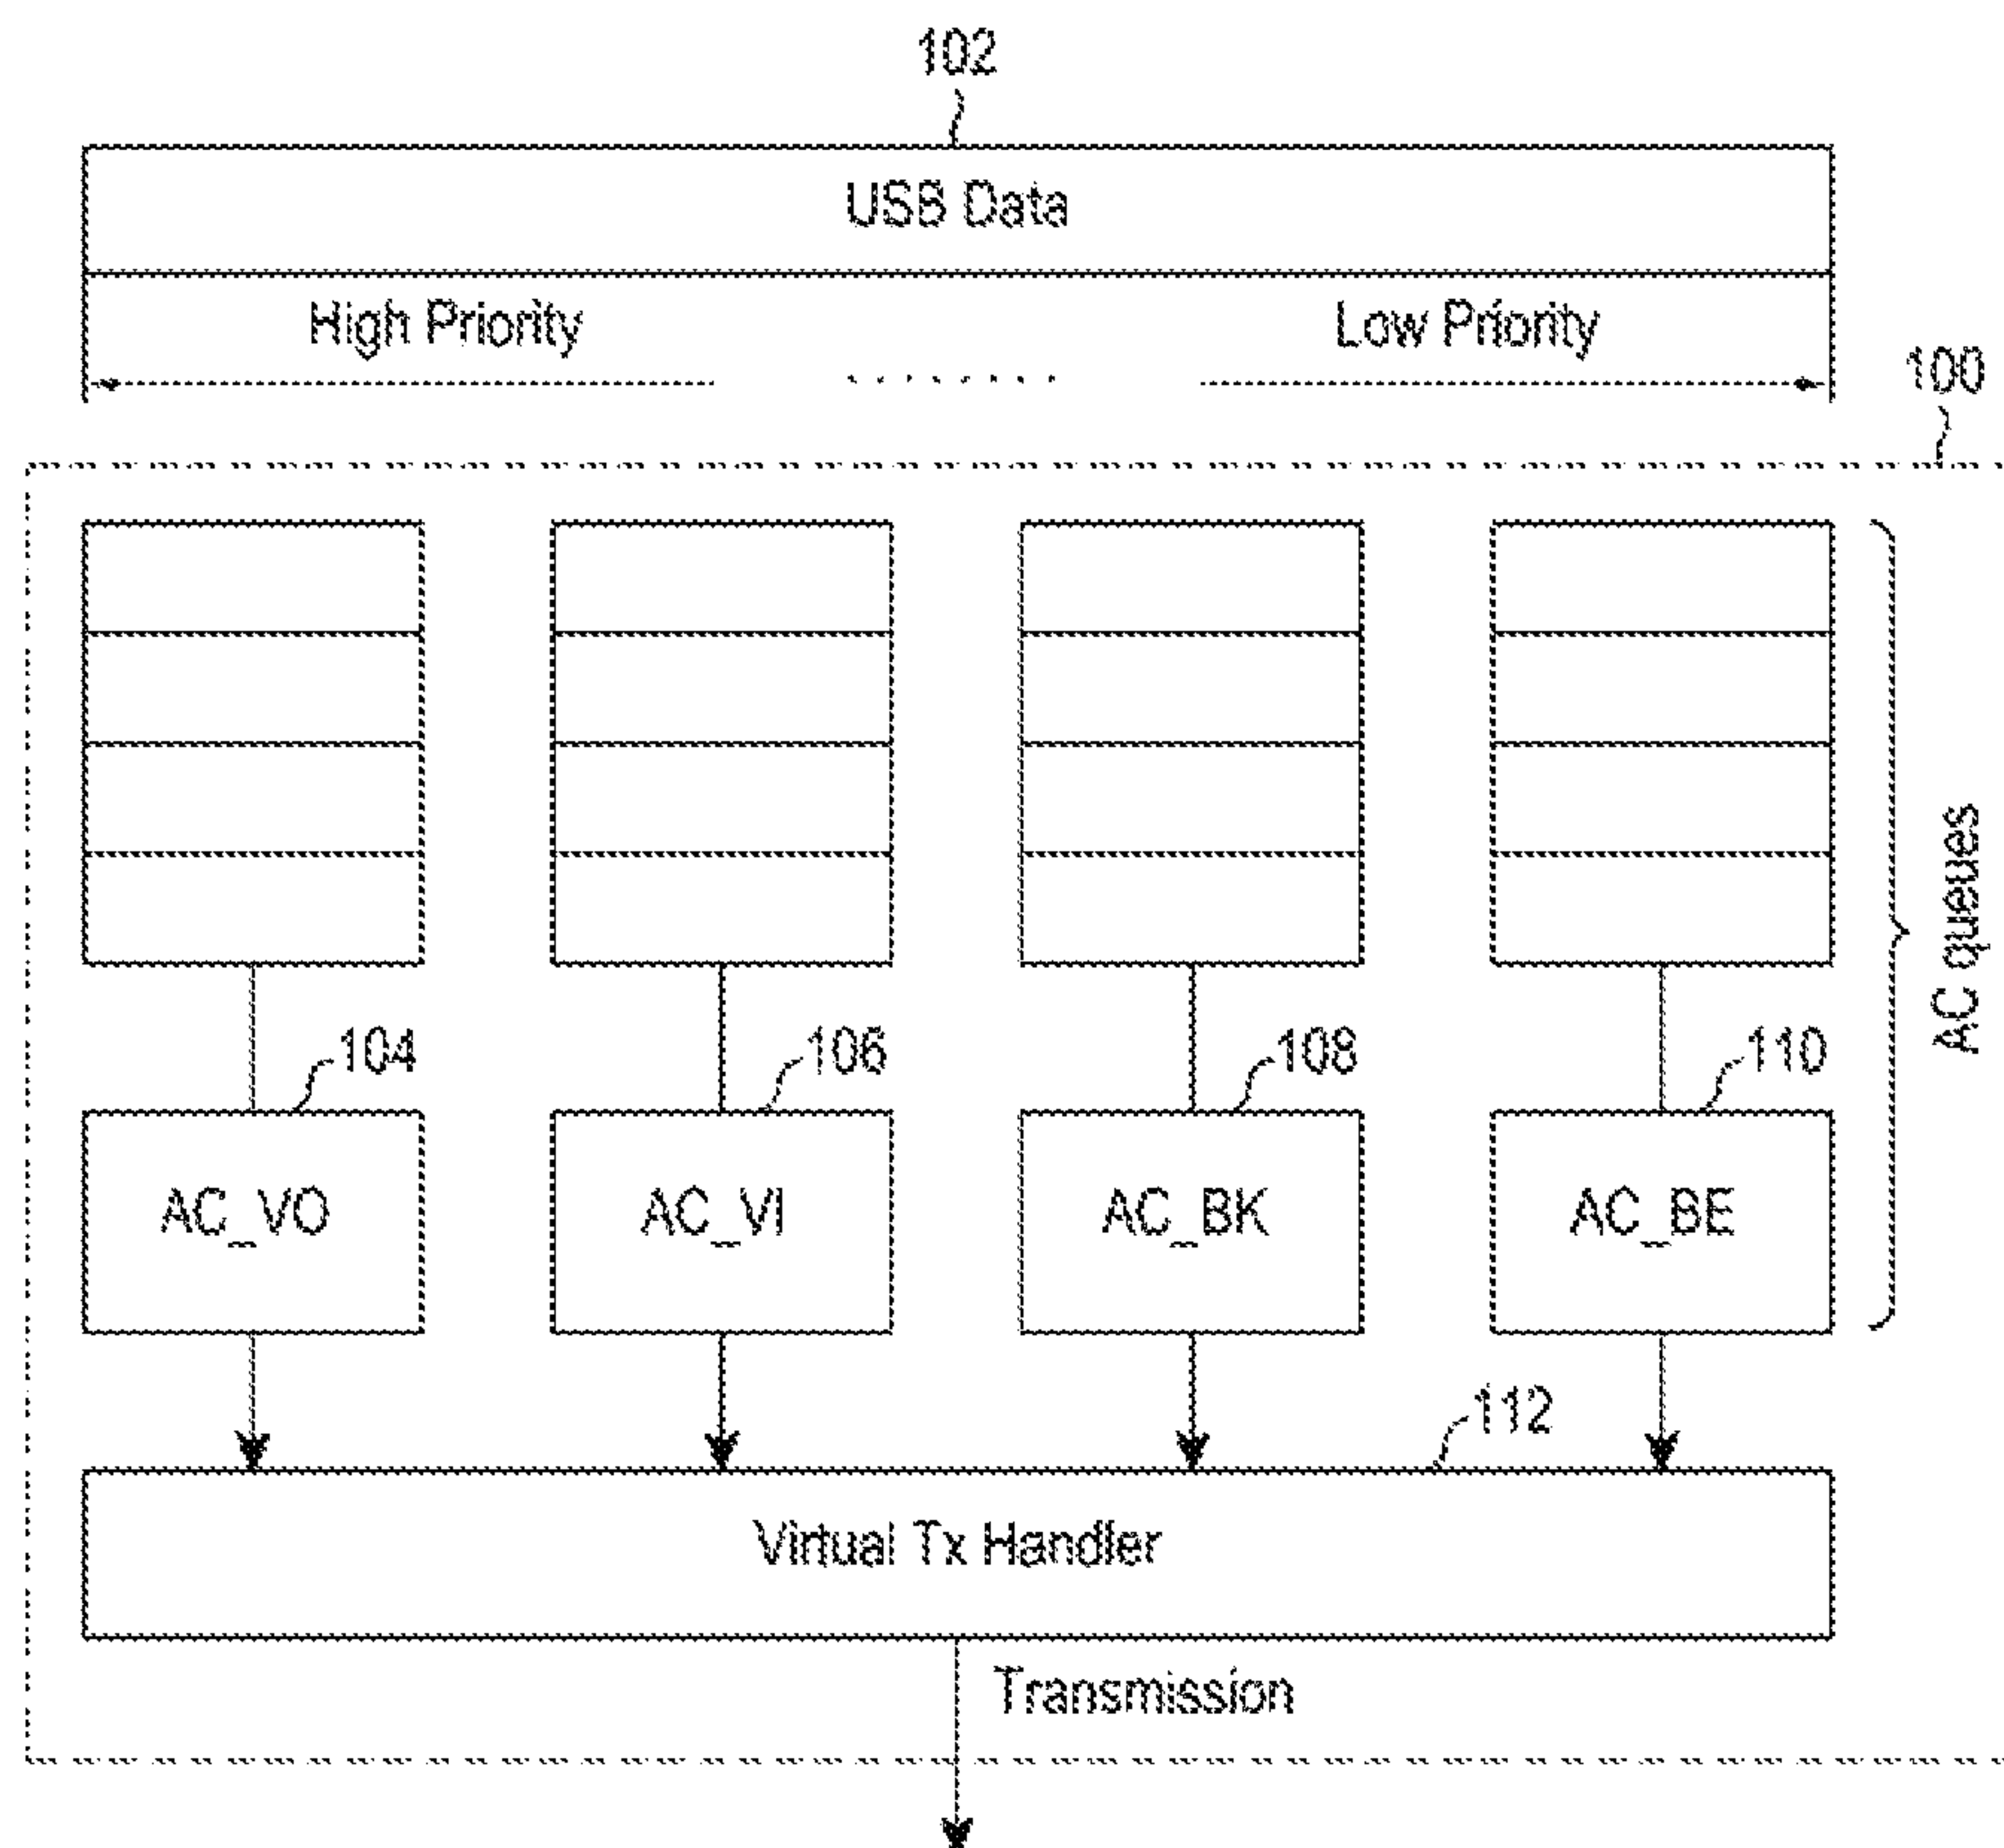 102
USB Data
High Priority
Low Priority
100
AC queues
104
106
108
110
AC_VO
AC_VI
AC_BK
AC_BE
112
Virtual Tx Handler
Transmission